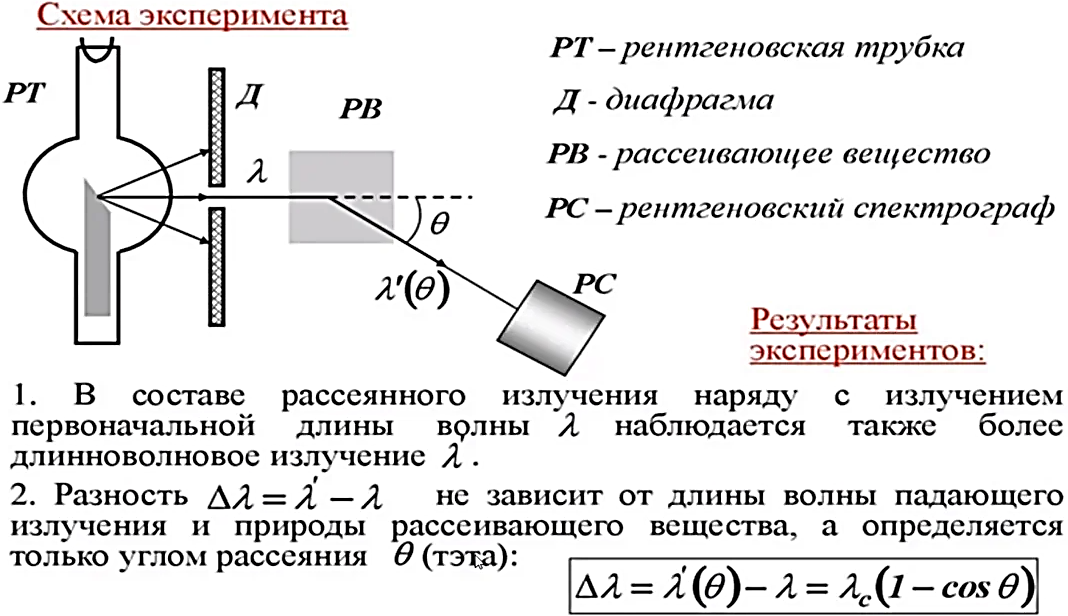 Схема эксперимента
РТ – рентгеновская трубка
РТ
Д
РВ
Д - диафрагма
λ
РВ - рассеивающее вещество
θ
РС – рентгеновский спектрограф
λ'(θ)
РС
Результаты
экспериментов:
1. В составе рассеянного излучения наряду с излучением
первоначальной длины волны λ наблюдается также более
длинноволновое излучение λ'.
2. Разность Δλ = λ' − λ не зависит от длины волны падающего
излучения и природы рассеивающего вещества, а определяется
только углом рассеяния θ (тэта):
Δλ = λ'(θ) − λ = λc(1 − cos θ)